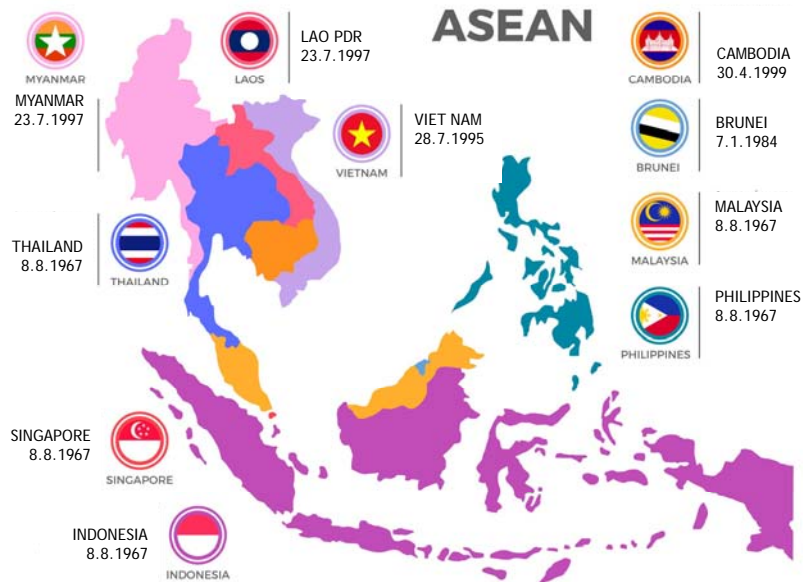 ASEAN
MYANMAR
MYANMAR
23.7.1997
LAOS
LAO PDR
23.7.1997
VIETNAM
VIET NAM
28.7.1995
CAMBODIA
CAMBODIA
30.4.1999
BRUNEI
BRUNEI
7.1.1984
THAILAND
8.8.1967
THAILAND
MALAYSIA
MALAYSIA
8.8.1967
PHILIPPINES
PHILIPPINES
8.8.1967
SINGAPORE
8.8.1967
SINGAPORE
INDONESIA
8.8.1967
INDONESIA